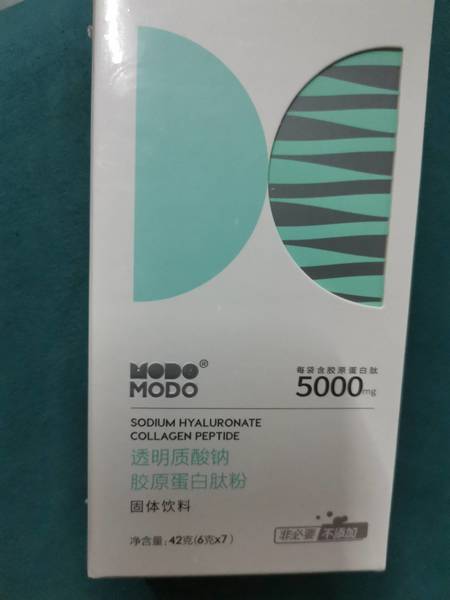 MODO®
MODO
每袋含胶原蛋白肽
5000mg
SODIUM HYALURONATE
COLLAGEN PEPTIDE
透明质酸钠
胶原蛋白肽粉
固体饮料
净含量: 42克(6克x7)
非必要 不添加